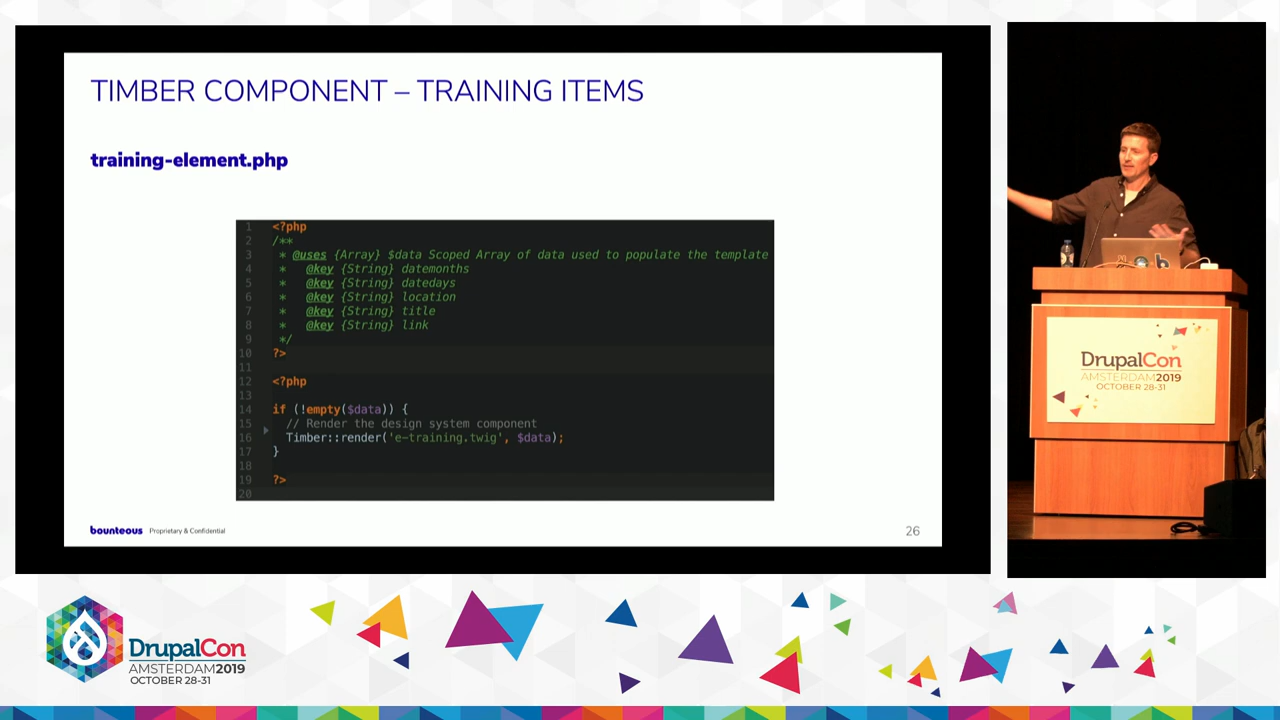 TIMBER COMPONENT – TRAINING ITEMS
training-element.php
1 <?php
2 /**
3 * @uses {Array} $data Scoped Array of data used to populate the template
4 * @key {String} datemonths
5 * @key {String} datedays
6 * @key {String} location
7 * @key {String} title
8 * @key {String} link
9 */
10 ?>
11
12 <?php
13
14 if (!empty($data)) {
15 // Render the design system component
16 Timber::render('e-training.twig', $data);
17 }
18
19 ?>
20
bounteous Proprietary & Confidential
26
DrupalCon
AMSTERDAM2019
OCTOBER 28-31
DrupalCon
AMSTERDAM2019
OCTOBER 28-31